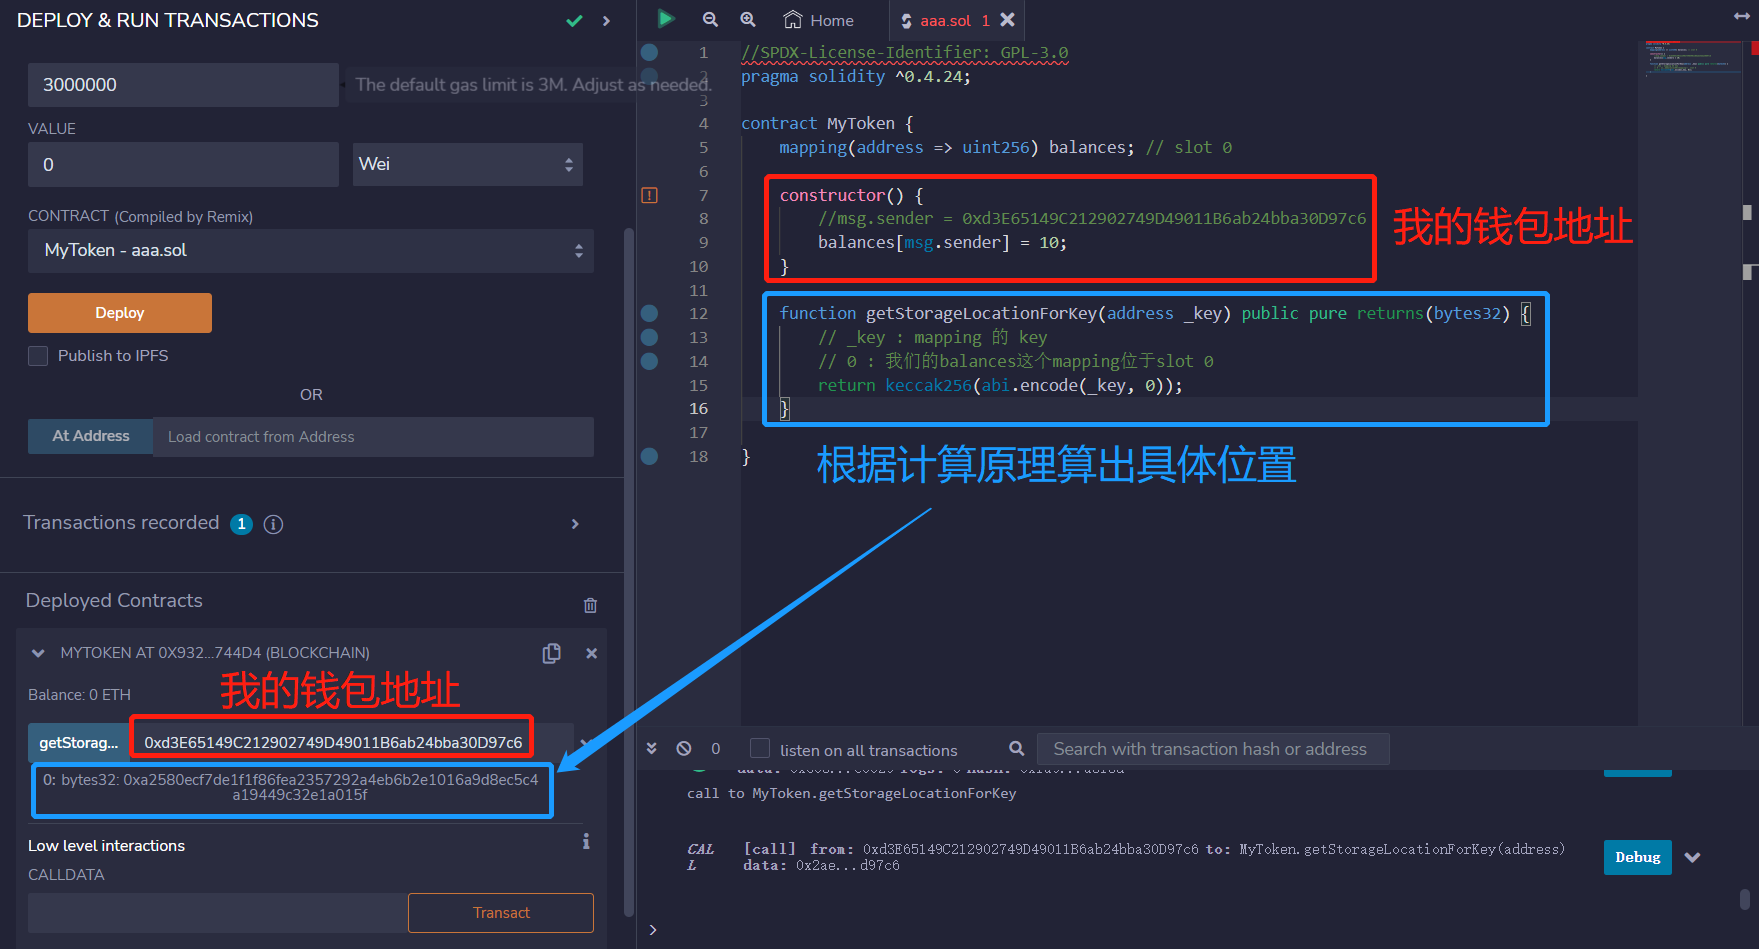 DEPLOY & RUN TRANSACTIONS
3000000
The default gas limit is 3M. Adjust as needed.
VALUE
0
Wei
CONTRACT (Compiled by Remix)
MyToken - aaa.sol
Deploy
Publish to IPFS
OR
At Address
Load contract from Address
Transactions recorded 1
Deployed Contracts
MYTOKEN AT 0X932...744D4 (BLOCKCHAIN)
Balance: 0 ETH
我的钱包地址
getStorag...
0xd3E65149C212902749D49011B6ab24bba30D97c6
0: bytes32: 0xa2580ecf7de1f1f86fea2357292a4eb6b2e1016a9d8ec5c4
a19449c32e1a015f
Low level interactions
CALLDATA
Transact
Home
aaa.sol 1
1 //SPDX-License-Identifier: GPL-3.0
2 pragma solidity ^0.4.24;
3
4 contract MyToken {
5 mapping(address => uint256) balances; // slot 0
6
7 constructor() {
8 //msg.sender = 0xd3E65149C212902749D49011B6ab24bba30D97c6
9 balances[msg.sender] = 10;
10 }
我的钱包地址
11
12 function getStorageLocationForKey(address _key) public pure returns(bytes32) {
13 // _key : mapping 的 key
14 // 0 : 我们的balances这个mapping位于slot 0
15 return keccak256(abi.encode(_key, 0));
16 }
17
18 }
根据计算原理算出具体位置
0
listen on all transactions
Search with transaction hash or address
call to MyToken.getStorageLocationForKey
CAL
L
[call] from: 0xd3E65149C212902749D49011B6ab24bba30D97c6 to: MyToken.getStorageLocationForKey(address)
data: 0x2ae...d97c6
Debug
>